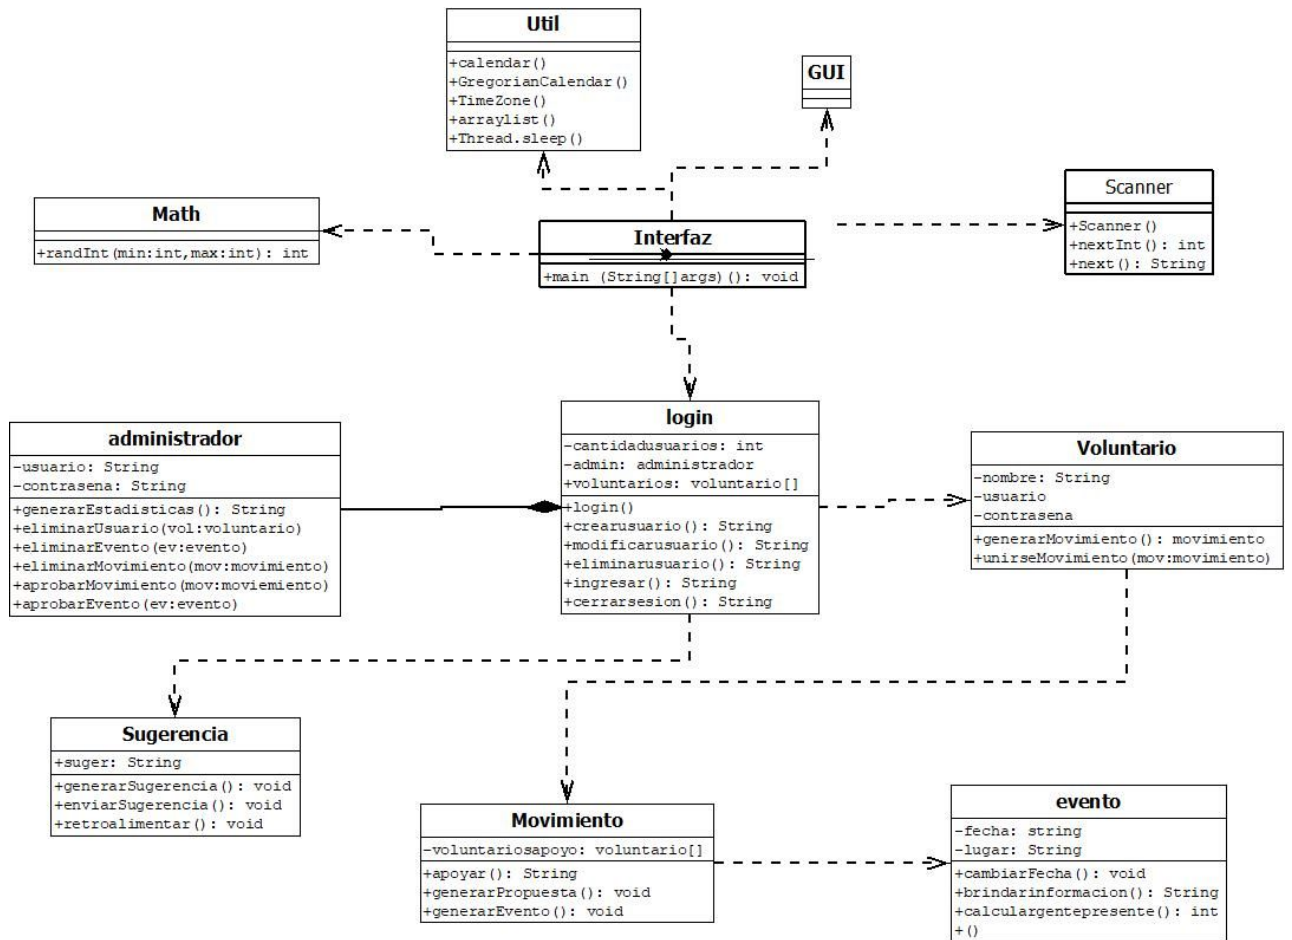 Util
+calendar()
+GregorianCalendar()
+TimeZone()
+arraylist()
+Thread.sleep()
GUI
Scanner
+Scanner()
+nextInt(): int
+next(): String
Math
+randInt(min:int,max:int): int
Interfaz
+main (String[]args)(): void
login
-cantidadusuarios: int
-admin: administrador
+voluntarios: voluntario[]
+login()
+crearusuario(): String
+modificarusuario(): String
+eliminarusuario(): String
+ingresar(): String
+cerrarsesion(): String
administrador
-usuario: String
-contrasena: String
+generarEstadisticas(): String
+eliminarUsuario(vol:voluntario)
+eliminarEvento(ev:evento)
+eliminarMovimiento(mov:movimiento)
+aprobarMovimiento(mov:moviemiento)
+aprobarEvento(ev:evento)
Voluntario
-nombre: String
-usuario
-contrasena
+generarMovimiento(): movimiento
+unirseMovimiento(mov:movimiento)
Sugerencia
+suger: String
+generarSugerencia(): void
+enviarSugerencia(): void
+retroalimentar(): void
Movimiento
-voluntariosapoyo: voluntario[]
+apoyar(): String
+generarPropuesta(): void
+generarEvento(): void
evento
-fecha: string
-lugar: String
+cambiarFecha(): void
+brindarinformacion(): String
+calculargentepresente(): int
+()